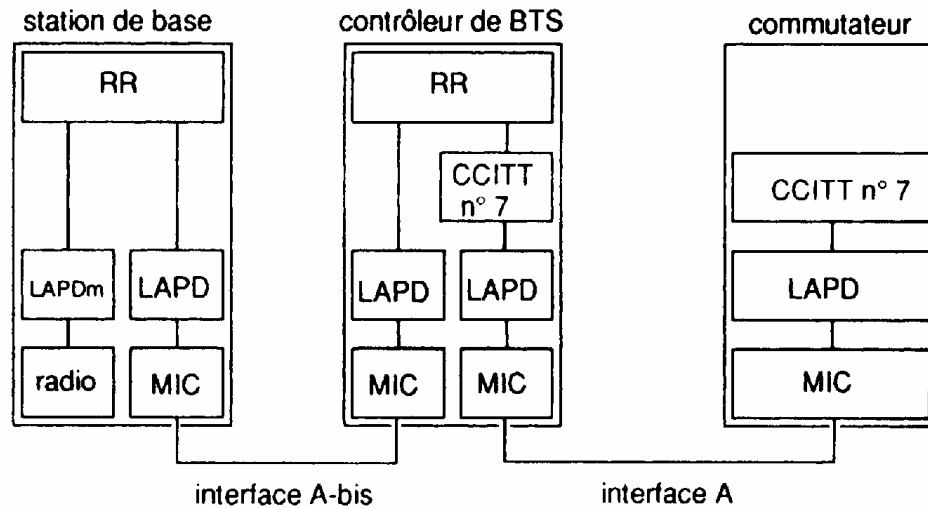 station de base
contrôleur de BTS
commutateur
RR
RR
CCITT
n° 7
CCITT n° 7
LAPDm
LAPD
LAPD
LAPD
LAPD
radio
MIC
MIC
MIC
MIC
interface A-bis
interface A